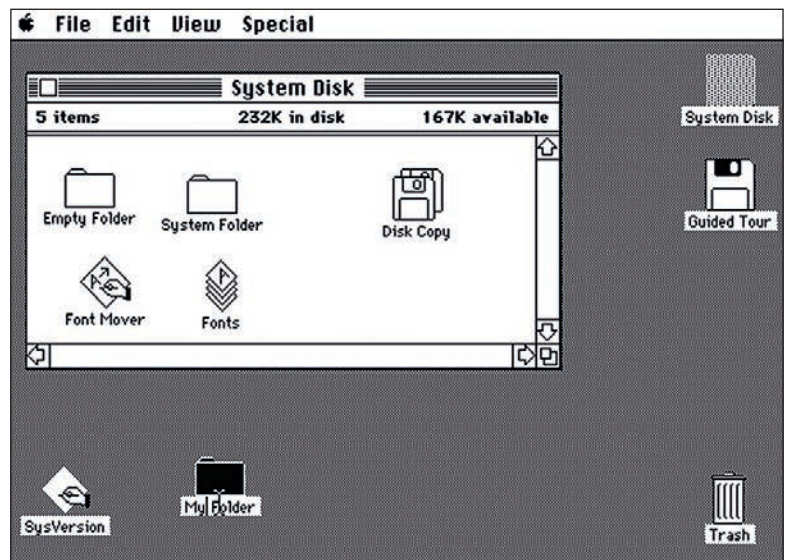 File Edit View Special
System Disk
5 items 232K in disk 167K available
Empty Folder
System Folder
Disk Copy
Font Mover
Fonts
System Disk
Guided Tour
SysVersion
My Folder
Trash